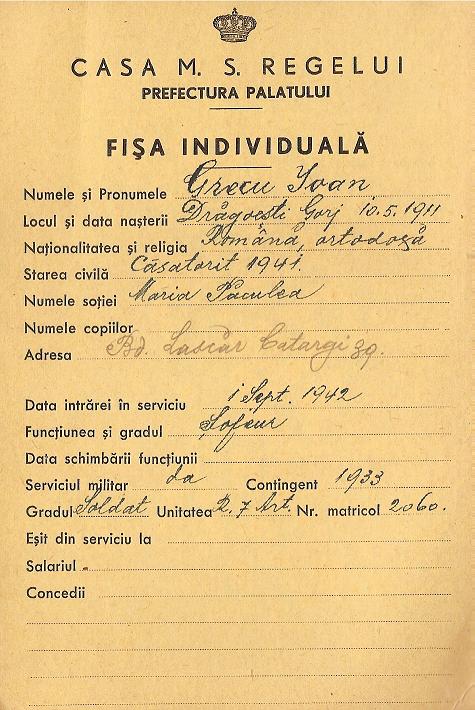 CASA M. S. REGELUI
PREFECTURA PALATULUI
FIȘA INDIVIDUALĂ
Numele și Pronumele Grecu Ioan
Locul și data nașterii Drăgoești Gorj 10.5.1911
Naționalitatea și religia Română, ortodoxă
Starea civilă Căsatorit 1941.
Numele soției Maria Paculea
Numele copiilor
Adresa Bd. Lascăr Catargi 39.
Data intrărei în serviciu 1 Sept. 1942
Funcțiunea și gradul Șofeur
Data schimbării funcțiunii
Serviciul militar da Contingent 1933
Gradul Soldat Unitatea R. 7 Art. Nr. matricol 2060.
Eșit din serviciu la
Salariul
Concedii